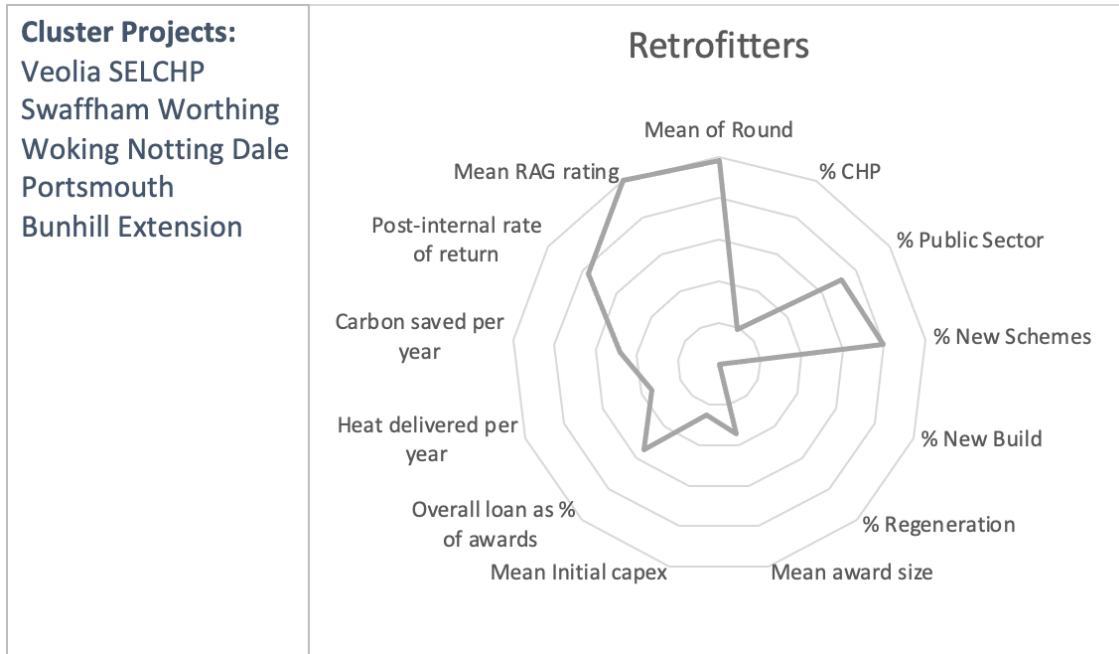 Cluster Projects:
Veolia SELCHP
Swaffham Worthing
Woking Notting Dale
Portsmouth
Bunhill Extension
Retrofitters
Mean of Round
% CHP
% Public Sector
% New Schemes
% New Build
% Regeneration
Mean award size
Mean Initial capex
Overall loan as %
of awards
Heat delivered per
year
Carbon saved per
year
Post-internal rate
of return
Mean RAG rating